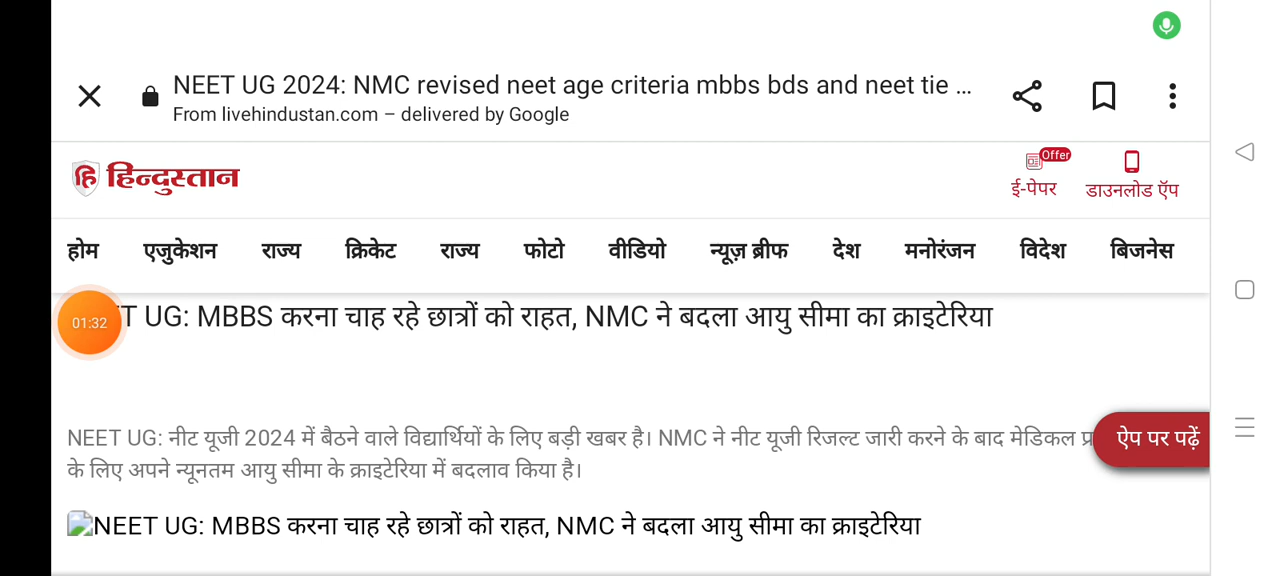 NEET UG 2024: NMC revised neet age criteria mbbs bds and neet tie ...
From livehindustan.com – delivered by Google
हि हिन्दुस्तान
Offer
ई-पेपर
डाउनलोड ऍप
होम एजुकेशन राज्य क्रिकेट राज्य फोटो वीडियो न्यूज़ ब्रीफ देश मनोरंजन विदेश बिजनेस
01:32
T UG: MBBS करना चाह रहे छात्रों को राहत, NMC ने बदला आयु सीमा का क्राइटेरिया
NEET UG: नीट यूजी 2024 में बैठने वाले विद्यार्थियों के लिए बड़ी खबर है। NMC ने नीट यूजी रिजल्ट जारी करने के बाद मेडिकल
ऐप पर पढ़ें
के लिए अपने न्यूनतम आयु सीमा के क्राइटेरिया में बदलाव किया है।
NEET UG: MBBS करना चाह रहे छात्रों को राहत, NMC ने बदला आयु सीमा का क्राइटेरिया